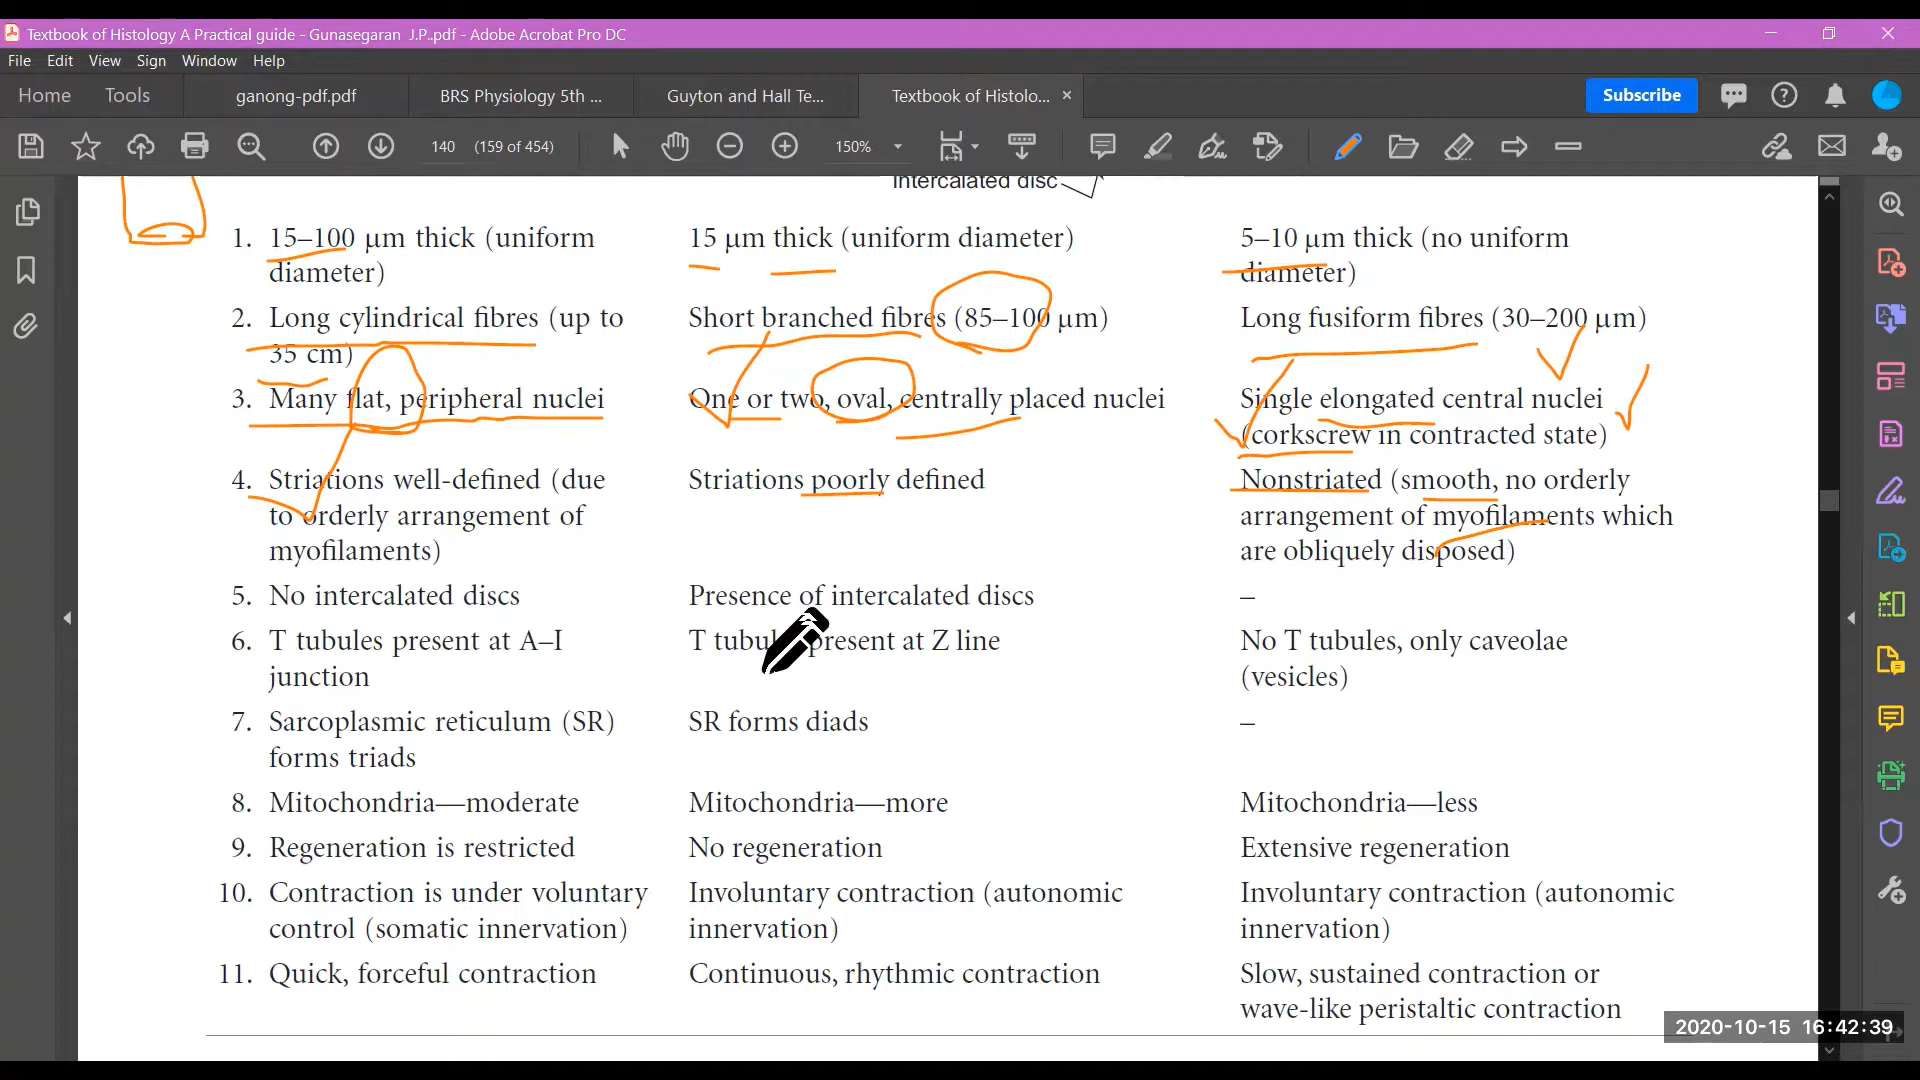 Textbook of Histology A Practical guide - Gunasegaran  J.P..pdf - Adobe Acrobat Pro DC
File Edit View Sign Window Help
Home Tools ganong-pdf.pdf BRS Physiology 5th ... Guyton and Hall Te... Textbook of Histolo... × Subscribe
140 (159 of 454) 150%
Intercalated disc
1. 15–100 µm thick (uniform 15 µm thick (uniform diameter) 5–10 µm thick (no uniform
diameter) diameter)
2. Long cylindrical fibres (up to Short branched fibres (85–100 µm) Long fusiform fibres (30–200 µm)
35 cm)
3. Many flat, peripheral nuclei One or two, oval, centrally placed nuclei Single elongated central nuclei
(corkscrew in contracted state)
4. Striations well-defined (due Striations poorly defined Nonstriated (smooth, no orderly
to orderly arrangement of arrangement of myofilaments which
myofilaments) are obliquely disposed)
5. No intercalated discs Presence of intercalated discs –
6. T tubules present at A–I T tubules present at Z line No T tubules, only caveolae
junction (vesicles)
7. Sarcoplasmic reticulum (SR) SR forms diads –
forms triads
8. Mitochondria—moderate Mitochondria—more Mitochondria—less
9. Regeneration is restricted No regeneration Extensive regeneration
10. Contraction is under voluntary Involuntary contraction (autonomic Involuntary contraction (autonomic
control (somatic innervation) innervation) innervation)
11. Quick, forceful contraction Continuous, rhythmic contraction Slow, sustained contraction or
wave-like peristaltic contraction
2020-10-15 16:42:39